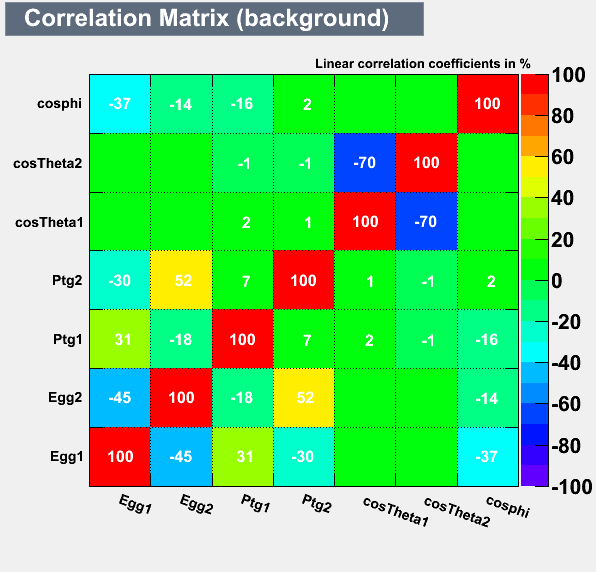 Correlation Matrix (background)
Linear correlation coefficients in %
cosphi -37 -14 -16 2 100
cosTheta2 -1 -1 -70 100
cosTheta1 2 1 100 -70
Ptg2 -30 52 7 100 1 -1 2
Ptg1 31 -18 100 7 2 -1 -16
Egg2 -45 100 -18 52 -14
Egg1 100 -45 31 -30 -37
Egg1 Egg2 Ptg1 Ptg2 cosTheta1 cosTheta2 cosphi
100
80
60
40
20
0
-20
-40
-60
-80
-100